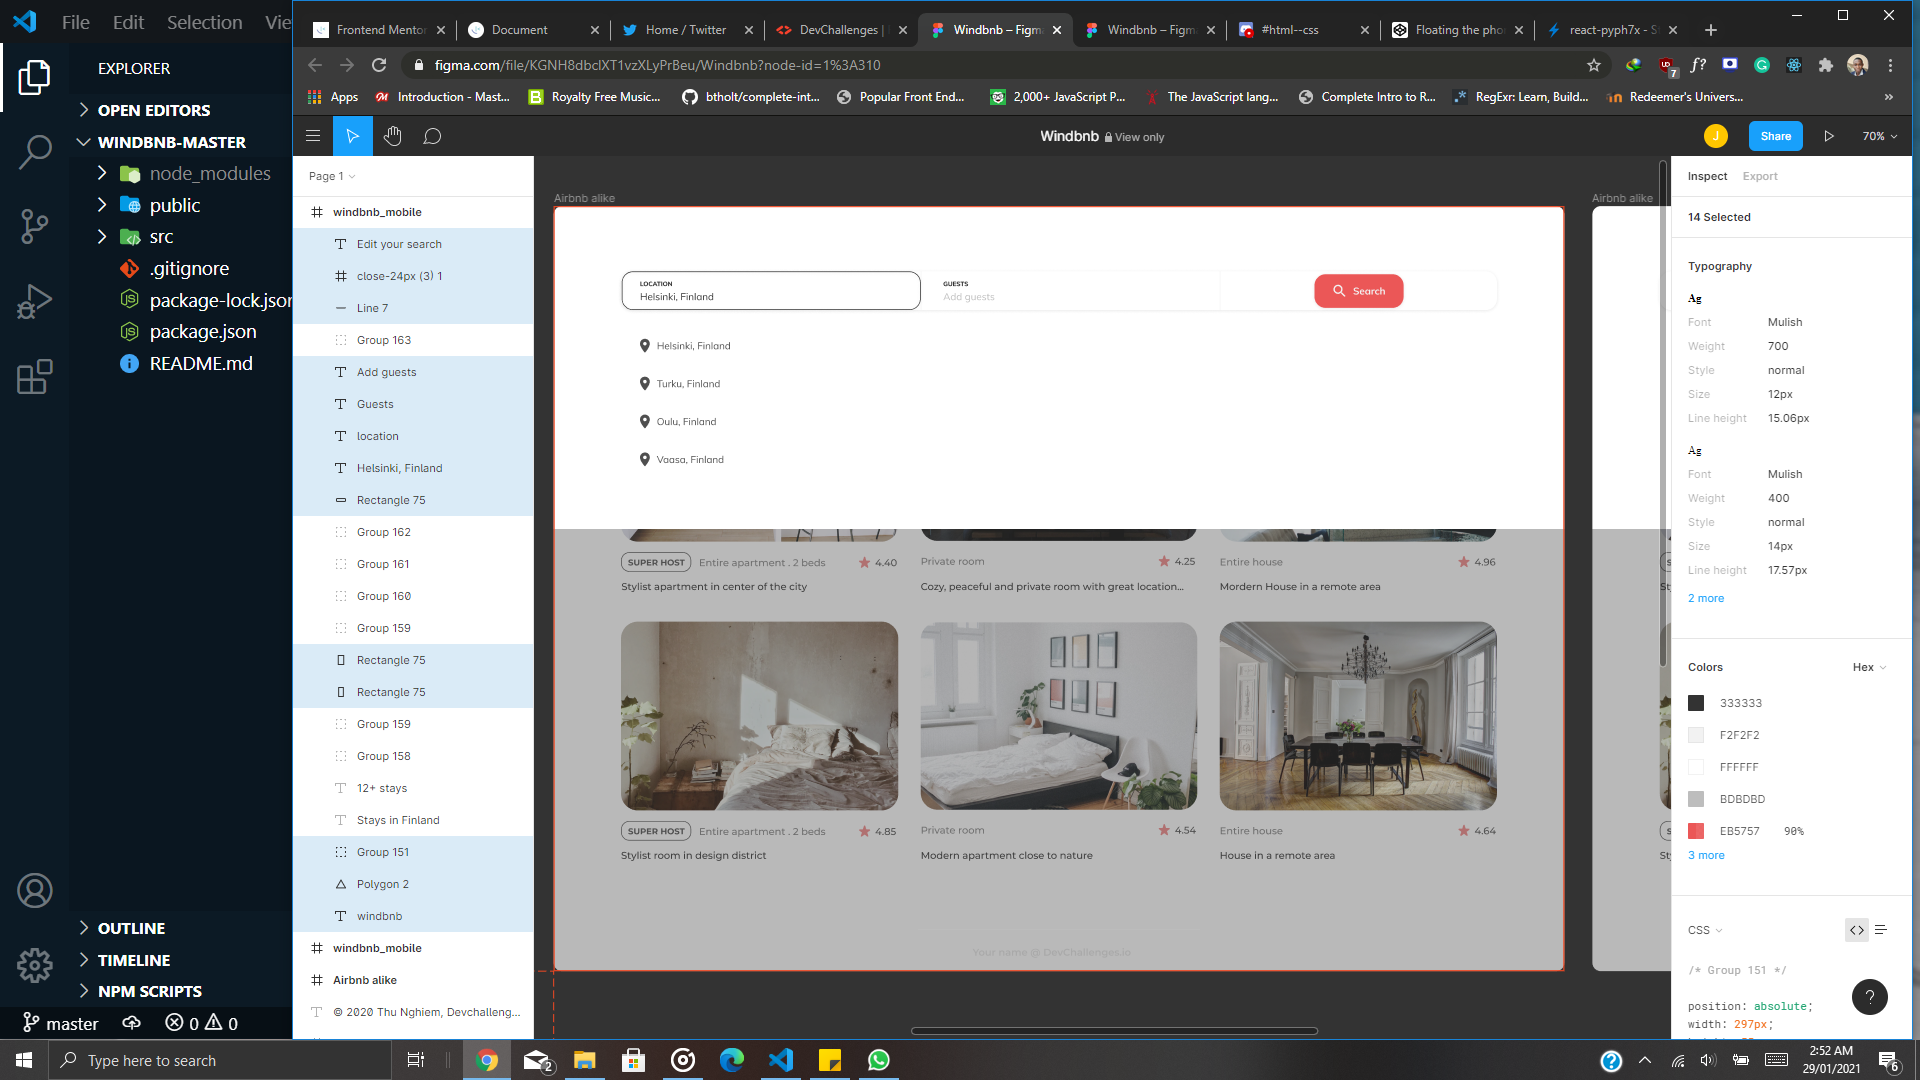 File Edit Selection Vie
EXPLORER
OPEN EDITORS
WINDBNB-MASTER
node_modules
public
src
.gitignore
package-lock.jsor
package.json
README.md
OUTLINE
TIMELINE
NPM SCRIPTS
master 0 0
Frontend Mento
Document
Home / Twitter
DevChallenges |
Windbnb – Figma
Windbnb – Figm
#html--css
Floating the pho
react-pyph7x - S
figma.com/file/KGNH8dbclXT1vzXLyPrBeu/Windbnb?node-id=1%3A310
7
f?
Apps
Introduction - Mast...
Royalty Free Music...
btholt/complete-int...
Popular Front End...
2,000+ JavaScript P...
The JavaScript lang...
Complete Intro to R...
RegExr: Learn, Build...
Redeemer's Univers...
»
Windbnb View only
J
Share
70%
Page 1
windbnb_mobile
Edit your search
close-24px (3) 1
Line 7
Group 163
Add guests
Guests
location
Helsinki, Finland
Rectangle 75
Group 162
Group 161
Group 160
Group 159
Rectangle 75
Rectangle 75
Group 159
Group 158
12+ stays
Stays in Finland
Group 151
Polygon 2
windbnb
windbnb_mobile
Airbnb alike
© 2020 Thu Nghiem, Devchalleng...
Airbnb alike
Airbnb alike
LOCATION
Helsinki, Finland
GUESTS
Add guests
Search
Helsinki, Finland
Turku, Finland
Oulu, Finland
Vaasa, Finland
SUPER HOST Entire apartment . 2 beds 4.40
Stylist apartment in center of the city
Private room 4.25
Cozy, peaceful and private room with great location...
Entire house 4.96
Mordern House in a remote area
SUPER HOST Entire apartment . 2 beds 4.85
Stylist room in design district
Private room 4.54
Modern apartment close to nature
Entire house 4.64
House in a remote area
Your name @ DevChallenges.io
S
Sty
S
Sty
Inspect Export
14 Selected
Typography
Ag
Font Mulish
Weight 700
Style normal
Size 12px
Line height 15.06px
Ag
Font Mulish
Weight 400
Style normal
Size 14px
Line height 17.57px
2 more
Colors Hex
333333
F2F2F2
FFFFFF
BDBDBD
EB5757 90%
3 more
CSS
/* Group 151 */
position: absolute;
width: 297px;
?
Type here to search
2
2:52 AM
29/01/2021
6